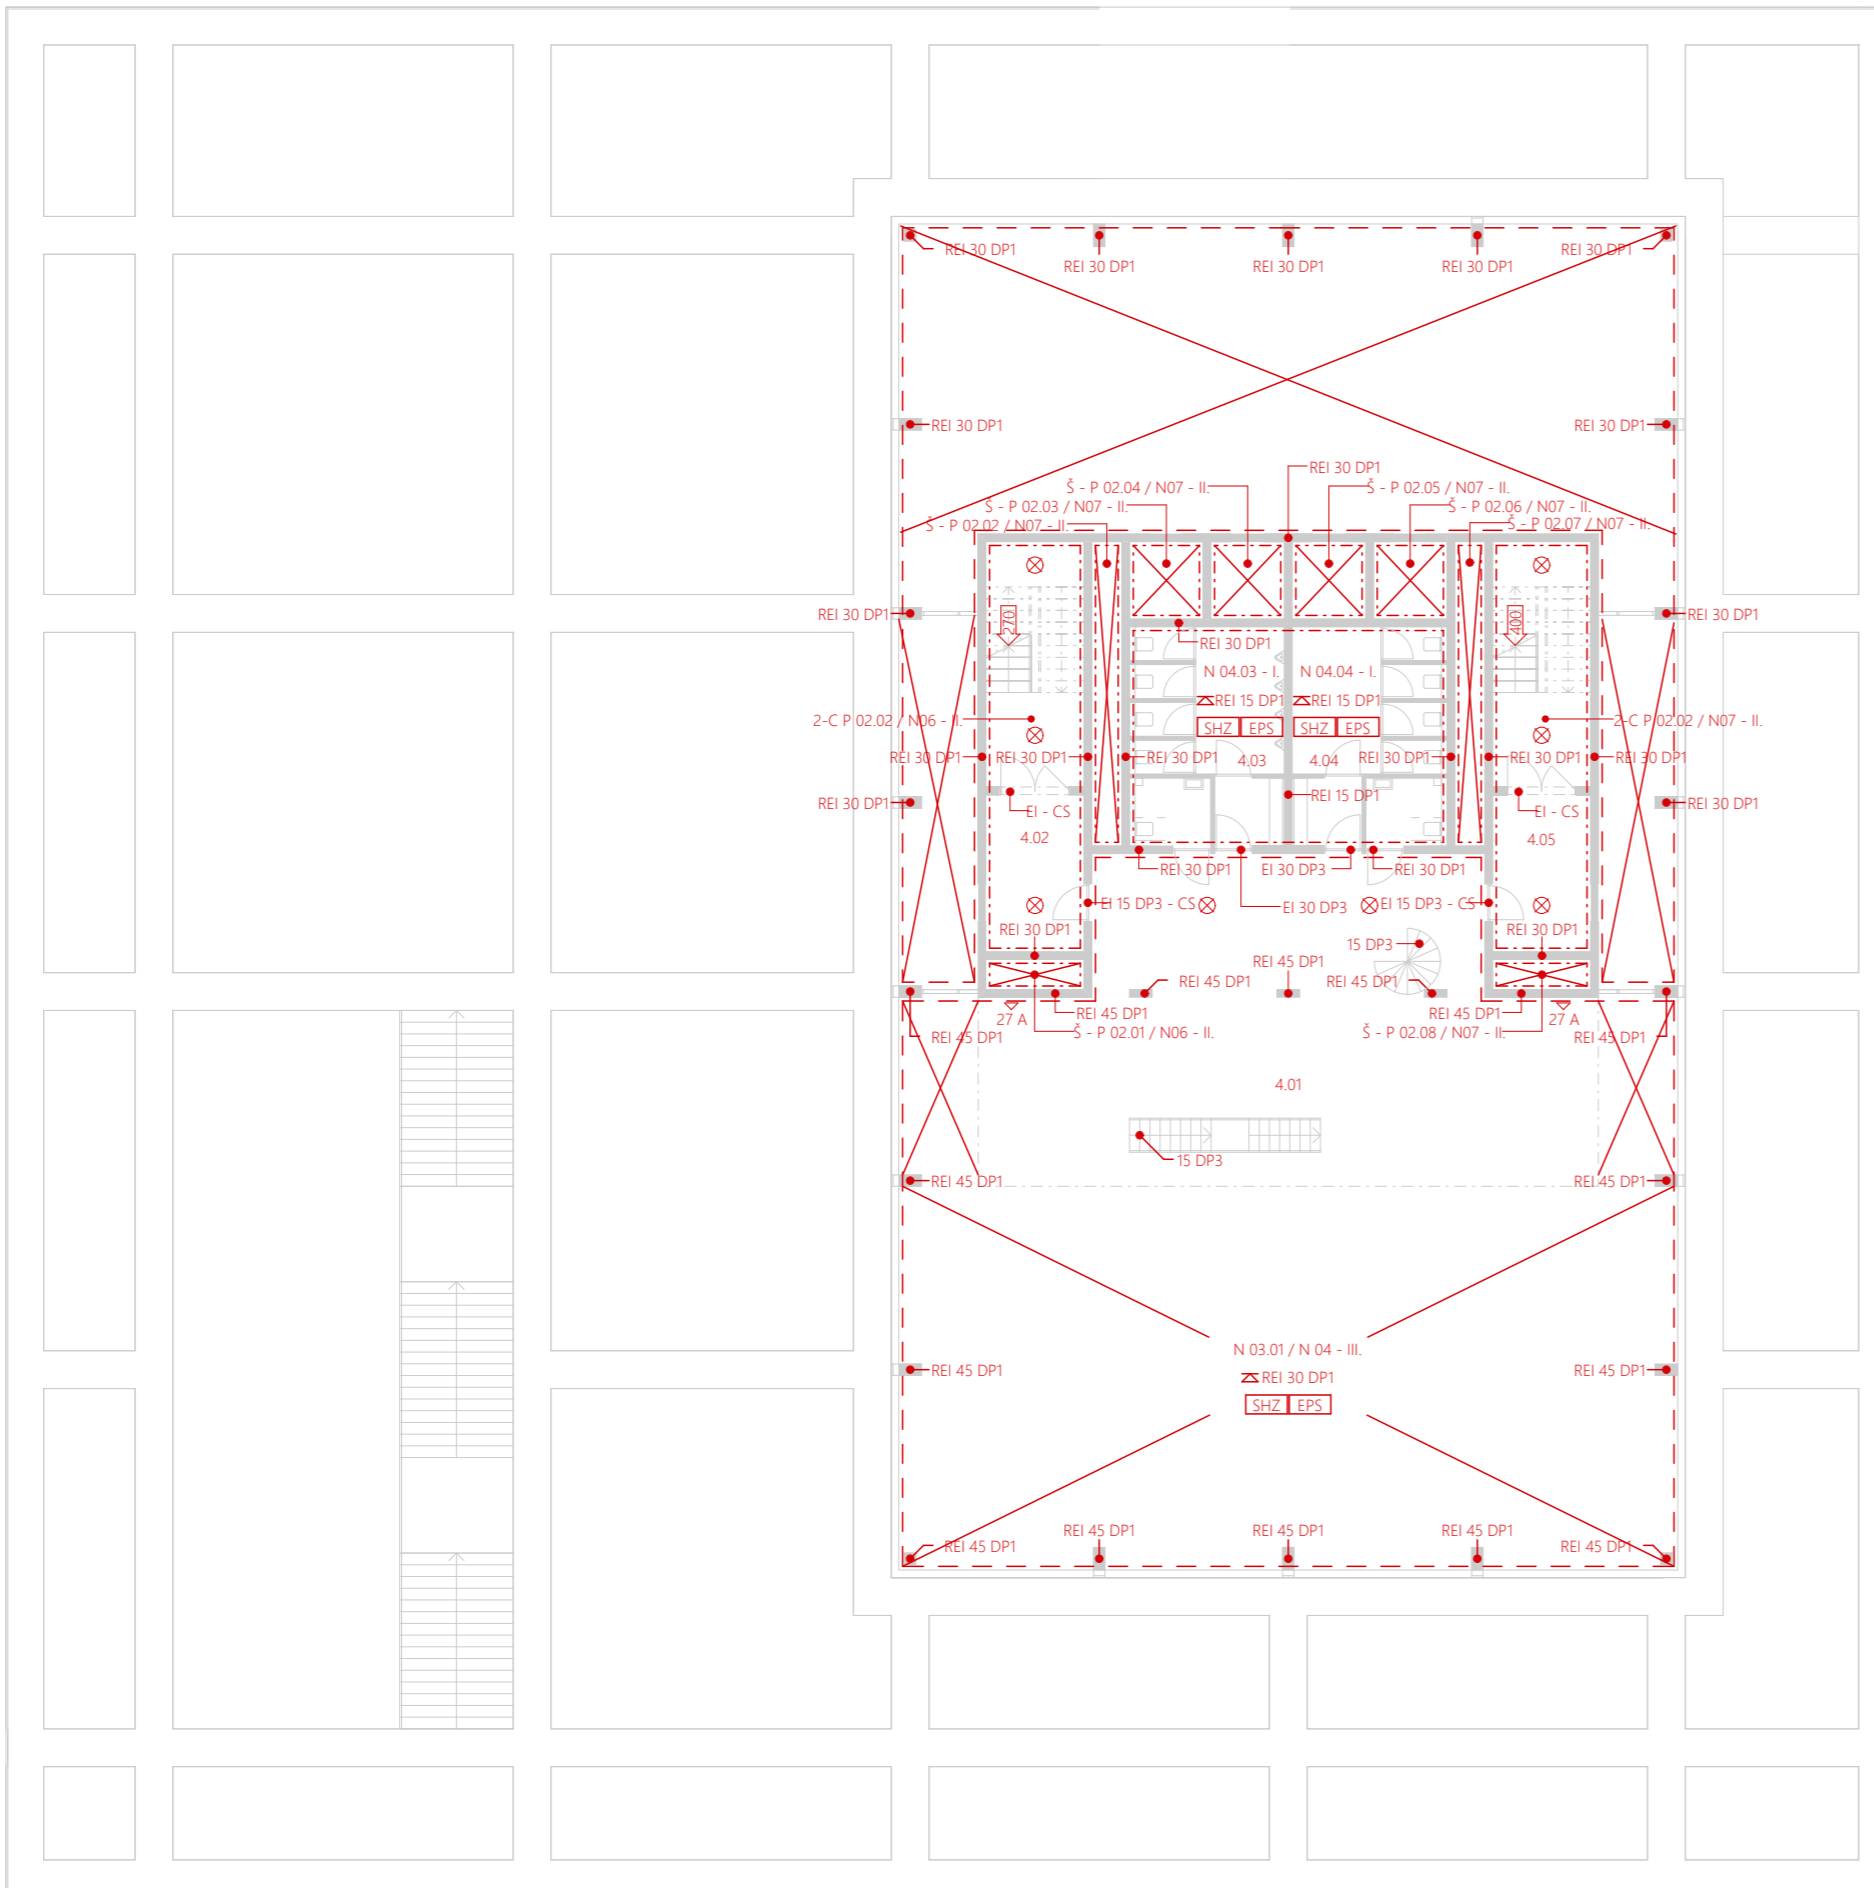 REI 30 DP1 REI 30 DP1
REI 30 DP1 REI 30 DP1 REI 30 DP1
REI 30 DP1 REI 30 DP1
REI 30 DP1
Š - P 02.04 / N07 - II. Š - P 02.05 / N07 - II.
Š - P 02.03 / N07 - II. Š - P 02.06 / N07 - II.
Š - P 02.02 / N07 - II. Š - P 02.07 / N07 - II.
REI 30 DP1 270 400 REI 30 DP1
REI 30 DP1
N 04.03 - I. N 04.04 - I.
REI 15 DP1 REI 15 DP1
2-C P 02.02 / N06 - II. 2-C P 02.02 / N07 - II.
SHZ EPS SHZ EPS
REI 30 DP1 REI 30 DP1 REI 30 DP1 4.03 4.04 REI 30 DP1 REI 30 DP1 REI 30 DP1
REI 30 DP1 REI 15 DP1 REI 30 DP1
EI - CS EI - CS
4.02 4.05
REI 30 DP1 EI 30 DP3 REI 30 DP1
EI 15 DP3 - CS EI 30 DP3 EI 15 DP3 - CS
REI 30 DP1 REI 30 DP1
15 DP3
REI 45 DP1
REI 45 DP1 REI 45 DP1
27 A REI 45 DP1 REI 45 DP1 27 A
REI 45 DP1 Š - P 02.01 / N06 - II. Š - P 02.08 / N07 - II. REI 45 DP1
4.01
15 DP3
REI 45 DP1 REI 45 DP1
N 03.01 / N 04 - III.
REI 45 DP1 REI 30 DP1 REI 45 DP1
SHZ EPS
REI 45 DP1 REI 45 DP1 REI 45 DP1
REI 45 DP1 REI 45 DP1